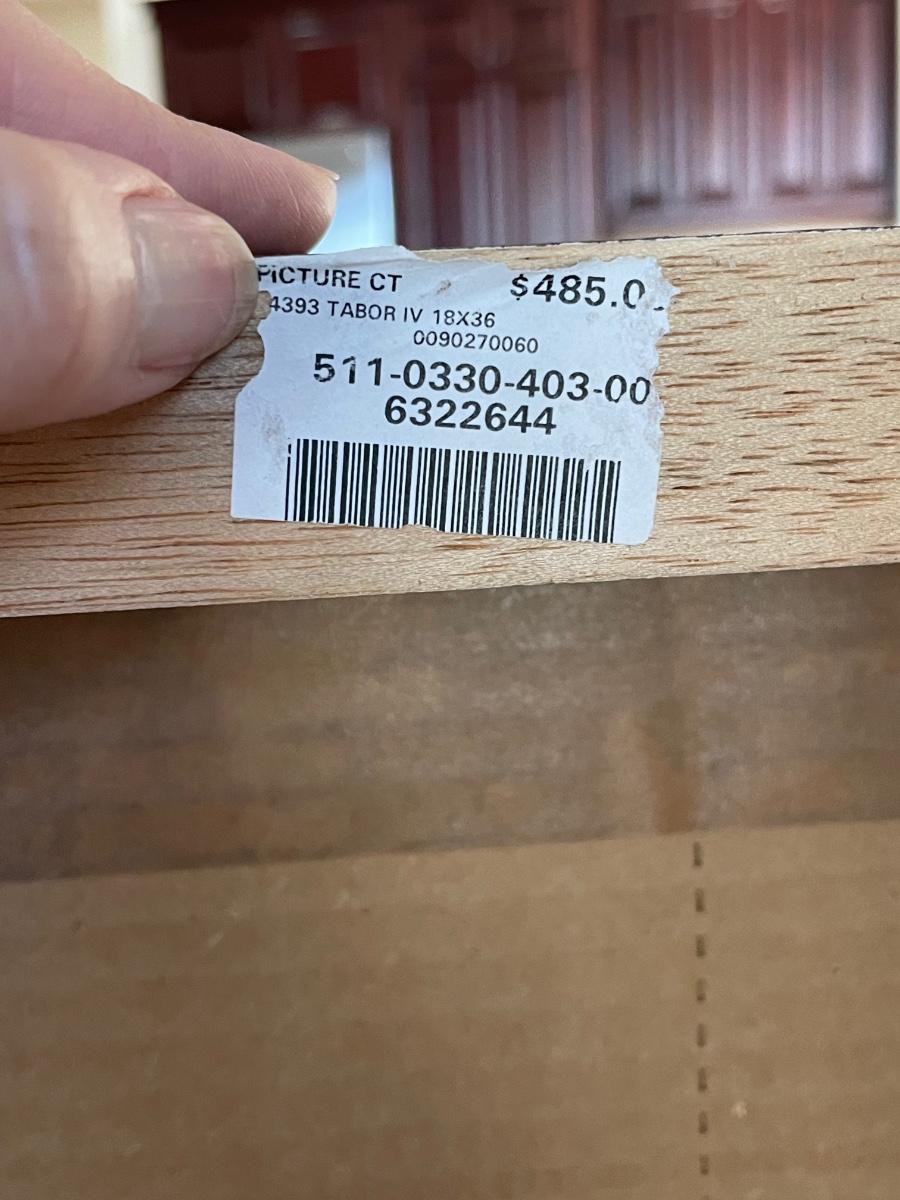 PICTURE CT $485.0
4393 TABOR IV 18X36
0090270060
511-0330-403-00
6322644